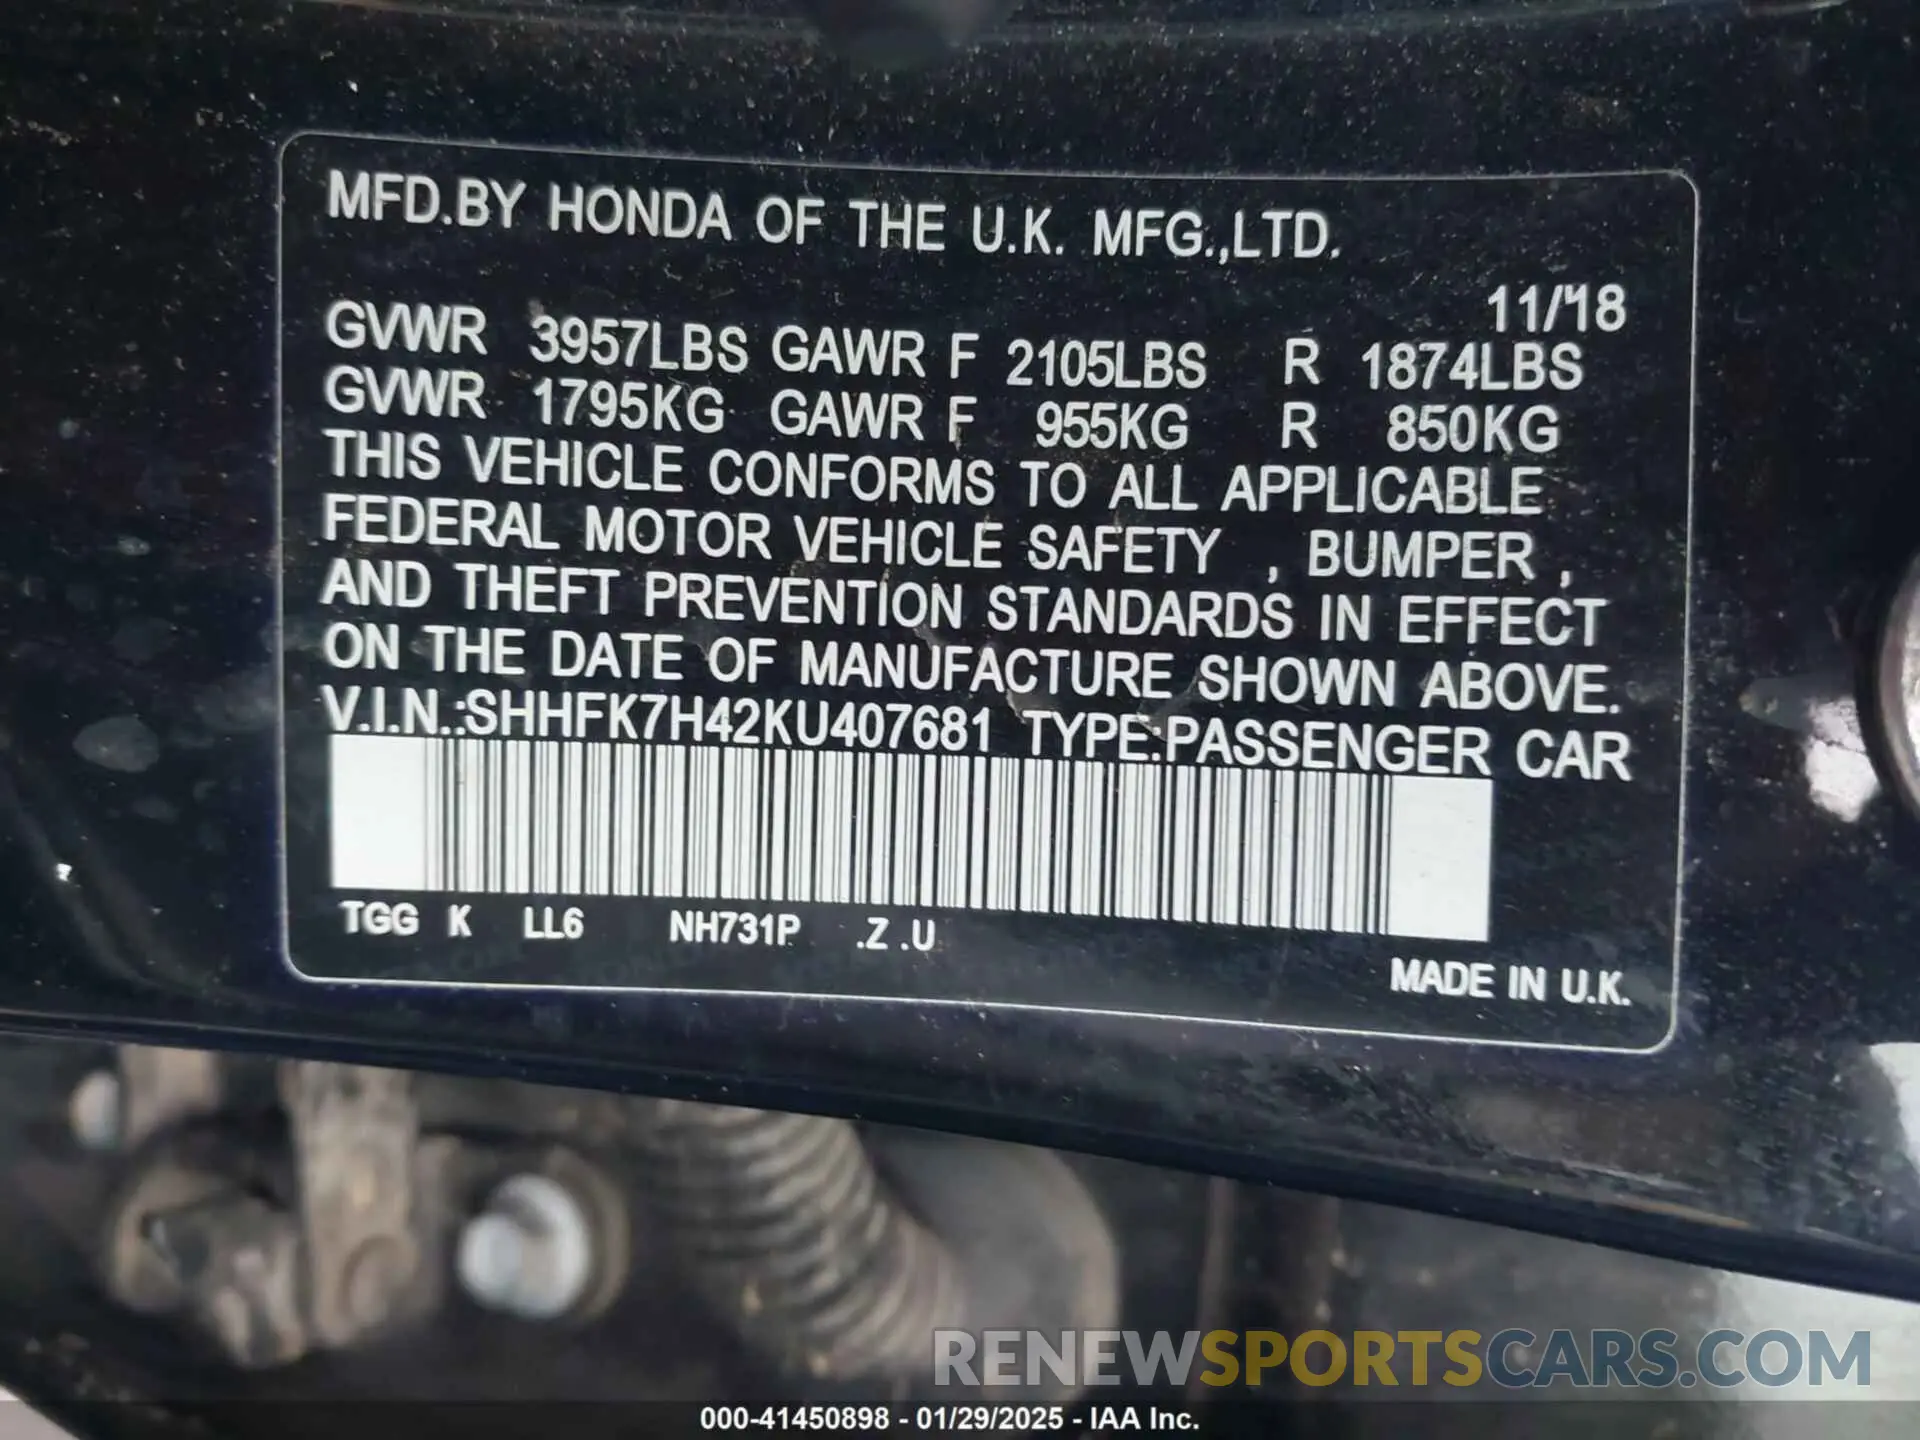 MFD.BY HONDA OF THE U.K. MFG.,LTD.
11/'18
GVWR 3957LBS GAWR F 2105LBS R 1874LBS
GVWR 1795KG GAWR F 955KG R 850KG
THIS VEHICLE CONFORMS TO ALL APPLICABLE
FEDERAL MOTOR VEHICLE SAFETY , BUMPER ,
AND THEFT PREVENTION STANDARDS IN EFFECT
ON THE DATE OF MANUFACTURE SHOWN ABOVE.
V.I.N.:SHHFK7H42KU407681 TYPE:PASSENGER CAR
TGG K LL6 NH731P .Z .U
MADE IN U.K.
RENEWSPORTSCARS.COM
000-41450898 - 01/29/2025 - IAA Inc.